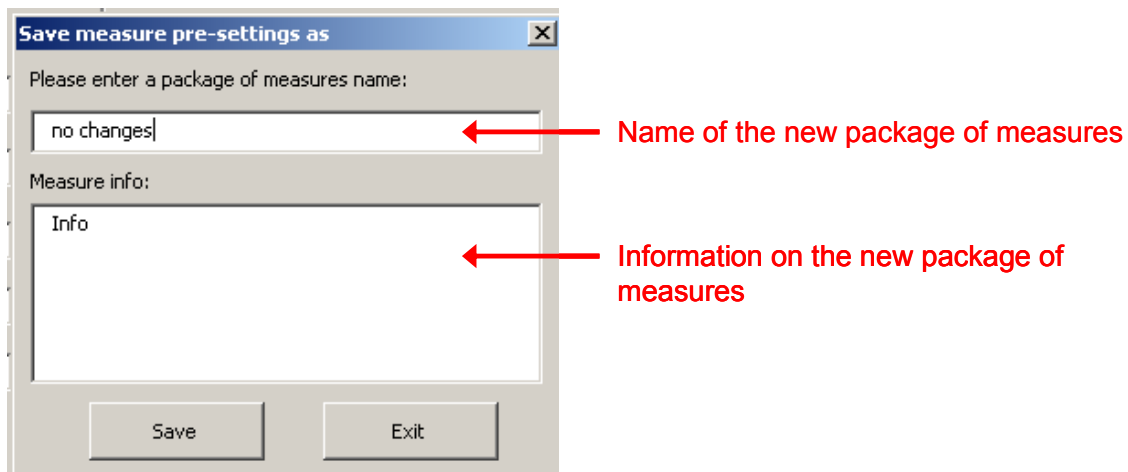 Save measure pre-settings as
Please enter a package of measures name:
no changes
Name of the new package of measures
Measure info:
Info
Information on the new package of
measures
Save
Exit